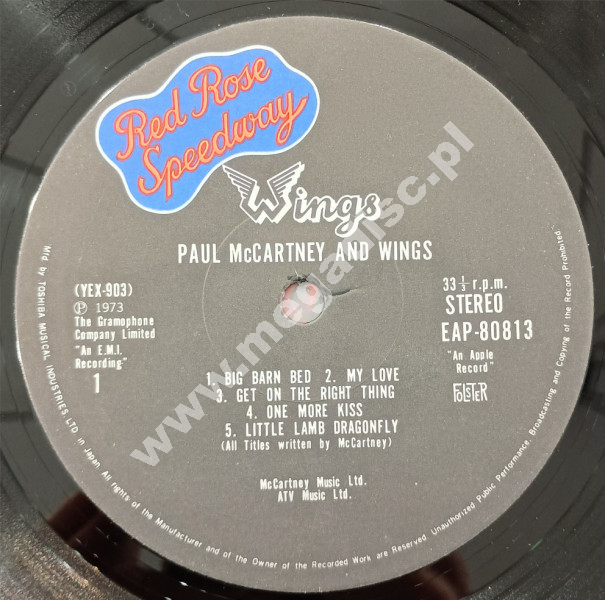 Red Rose
Speedway
Wings
PAUL McCARTNEY AND WINGS
(YEX-903)
Ⓟ 1973
The Gramophone
Company Limited
"An E.M.I.
Recording"
1
33⅓ r.p.m.
STEREO
EAP-80813
"An Apple
Record"
FOLSTER
1. BIG BARN BED 2. MY LOVE
3. GET ON THE RIGHT THING
4. ONE MORE KISS
5. LITTLE LAMB DRAGONFLY
(All Titles written by McCartney)
McCartney Music Ltd.
ATV Music Ltd.
Mfd by TOSHIBA MUSICAL INDUSTRIES LTD in Japan. All rights of the Manufacturer and of the Owner of the Recorded Work are Reserved. Unauthorized Public Performance, Broadcasting and Copying of the Record Prohibited
www.megadisc.pl